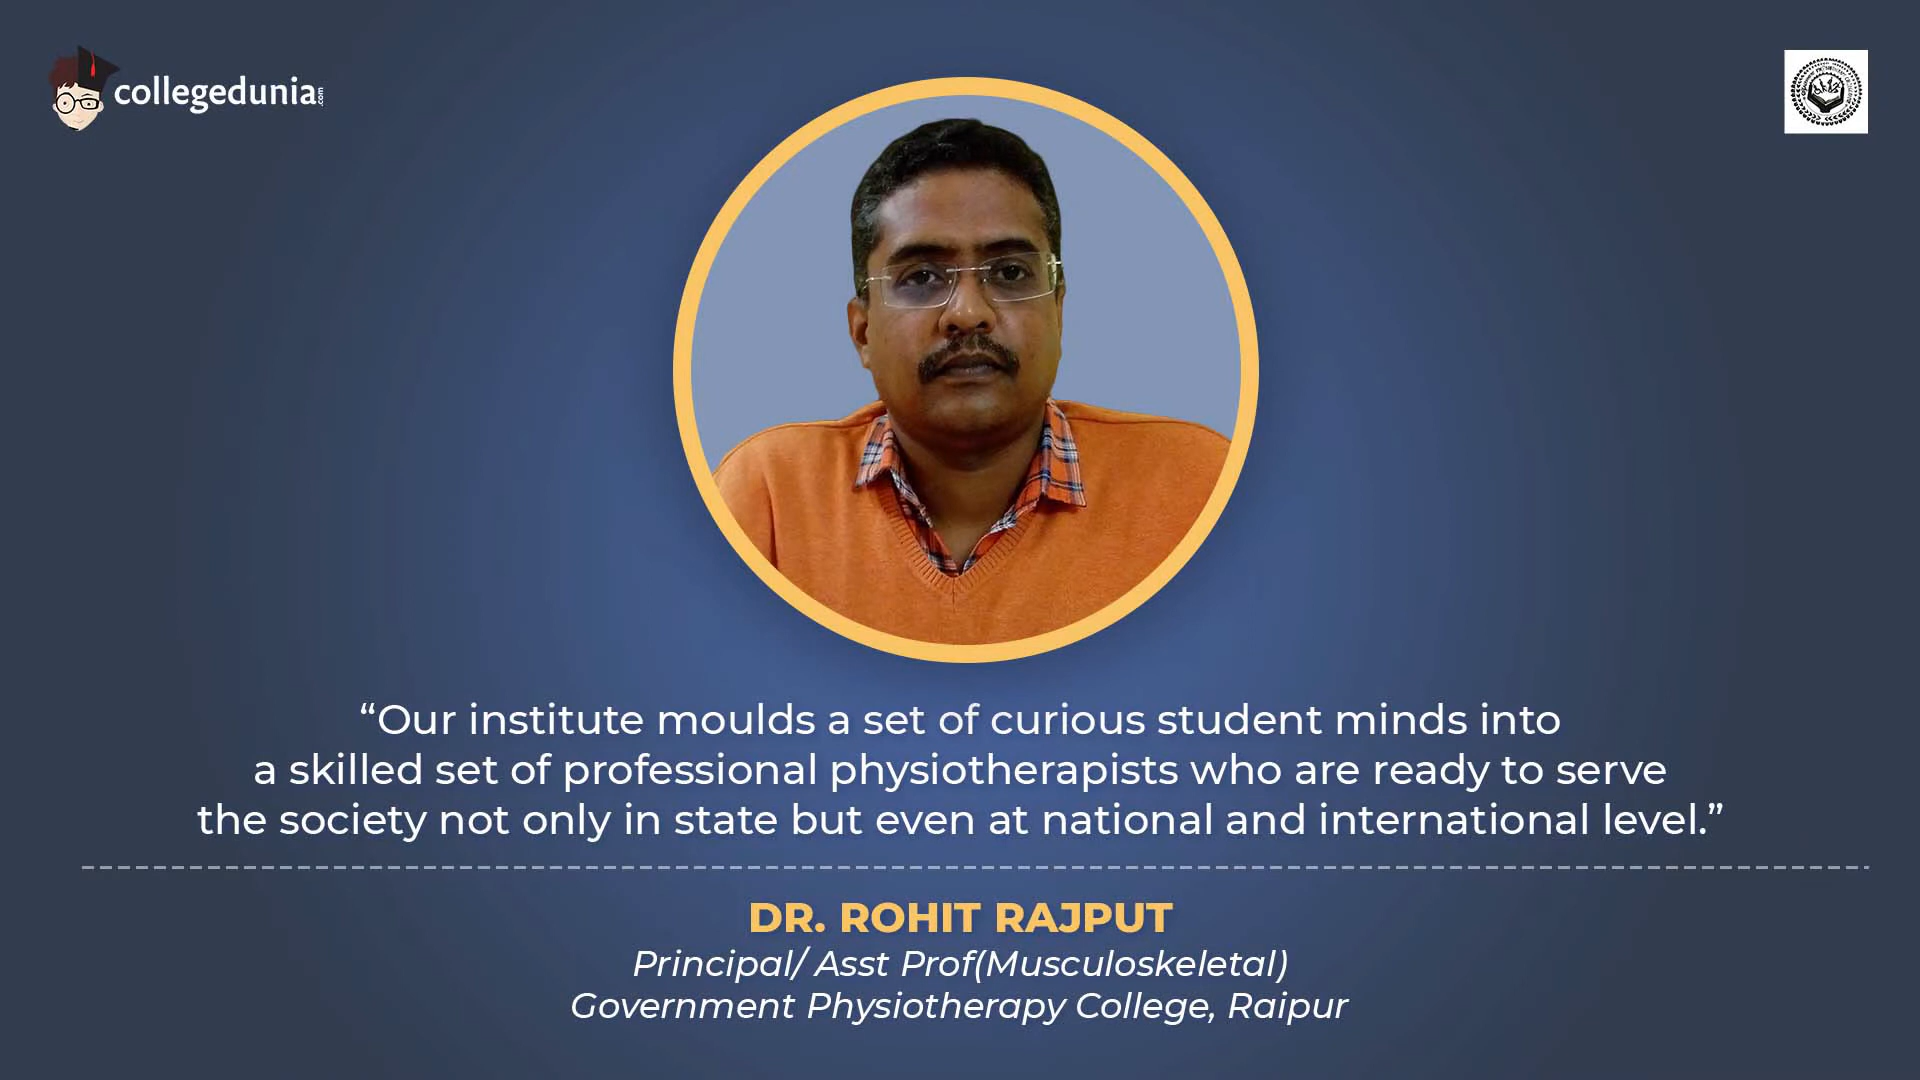 collegedunia
.com
“Our institute moulds a set of curious student minds into
a skilled set of professional physiotherapists who are ready to serve
the society not only in state but even at national and international level.”
DR. ROHIT RAJPUT
Principal/ Asst Prof(Musculoskeletal)
Government Physiotherapy College, Raipur